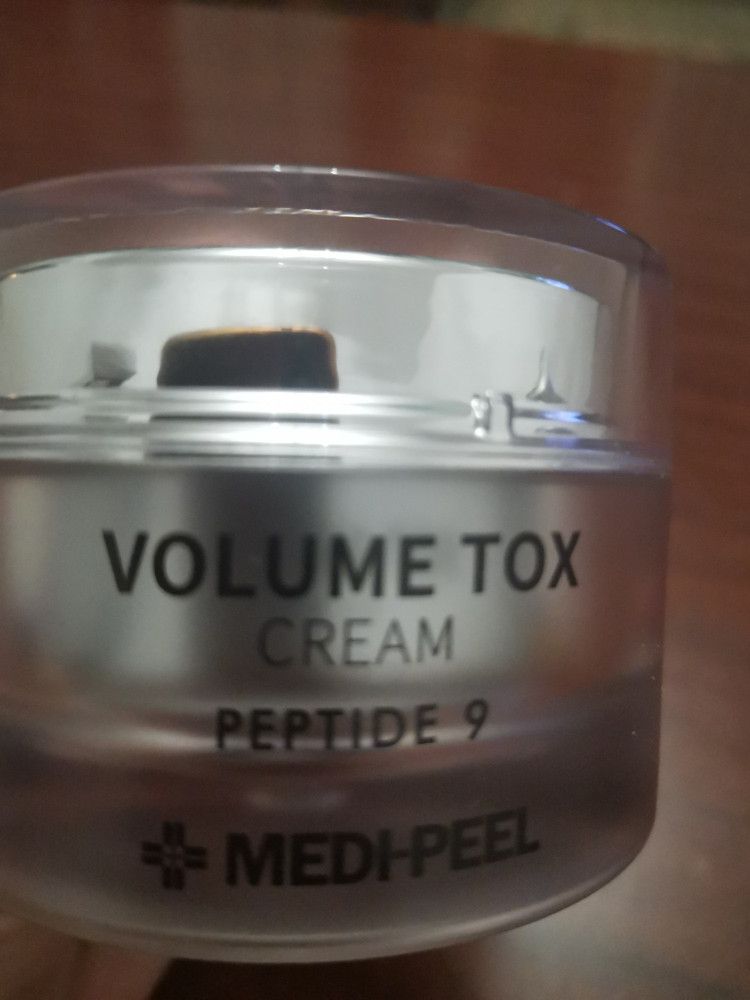 VOLUME TOX
CREAM
PEPTIDE 9
MEDI-PEEL